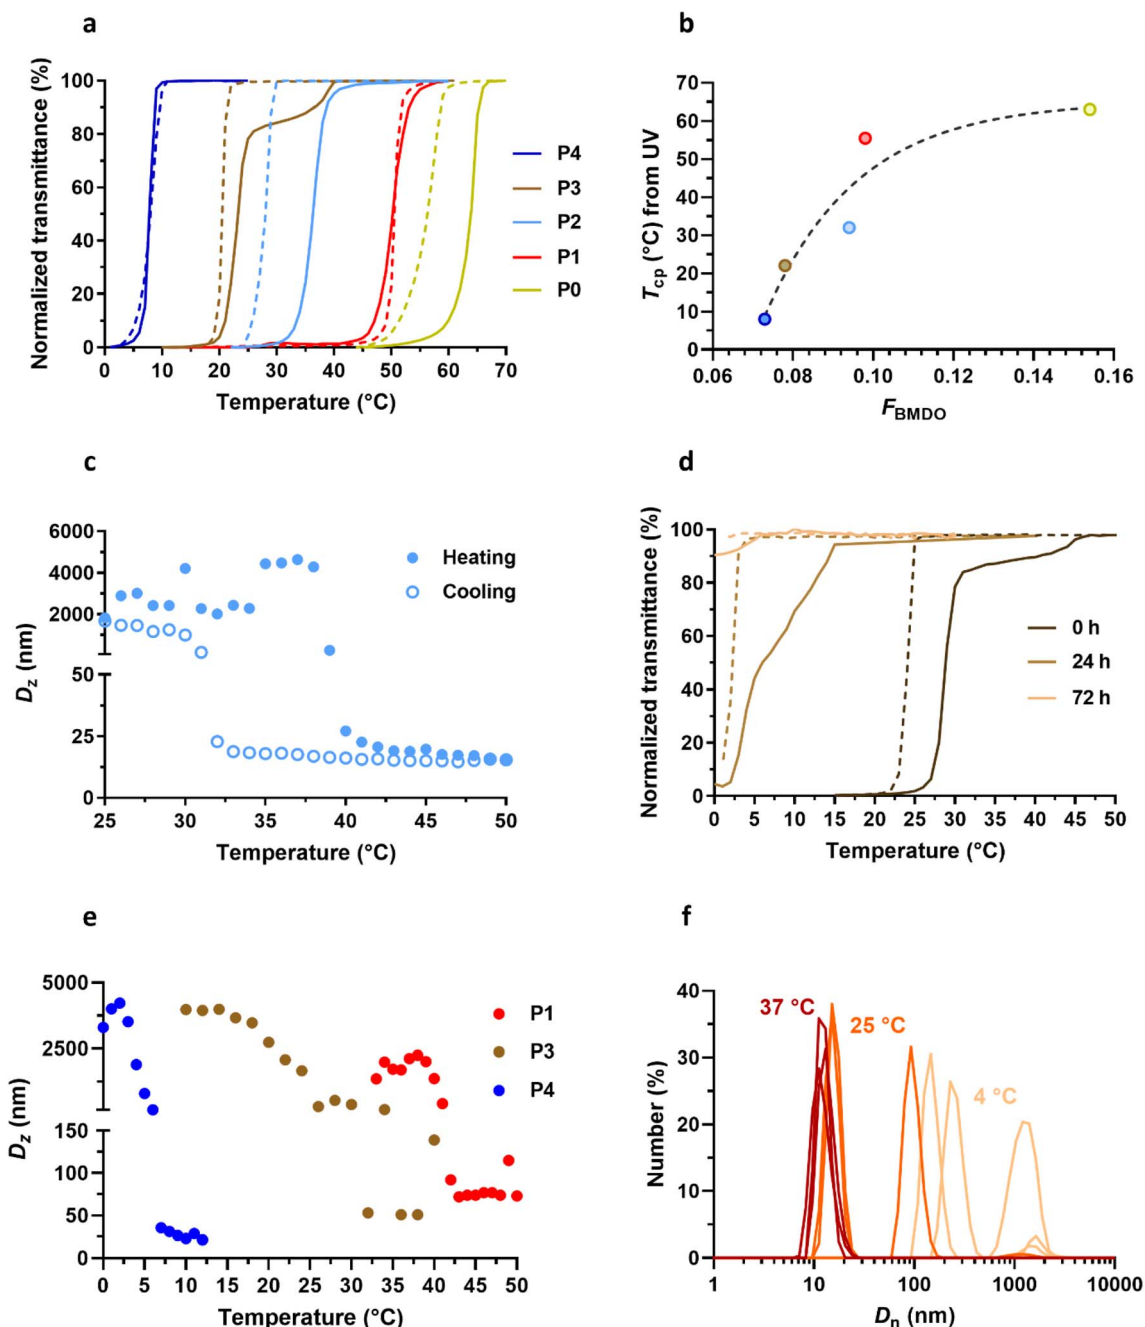 a
Normalized transmittance (%)
100
80
60
40
20
0
0 10 20 30 40 50 60 70
Temperature (°C)
P4
P3
P2
P1
P0
b
T_cp (°C) from UV
70
60
50
40
30
20
10
0
0.06 0.08 0.10 0.12 0.14 0.16
F_BMDO
c
D_z (nm)
6000
4000
2000
50
25
0
25 30 35 40 45 50
Temperature (°C)
Heating
Cooling
d
Normalized transmittance (%)
100
80
60
40
20
0
0 5 10 15 20 25 30 35 40 45 50
Temperature (°C)
0 h
24 h
72 h
e
D_z (nm)
5000
2500
150
100
50
0
0 5 10 15 20 25 30 35 40 45 50
Temperature (°C)
P1
P3
P4
f
Number (%)
40
30
20
10
0
37 °C
25 °C
4 °C
1 10 100 1000 10000
D_n (nm)